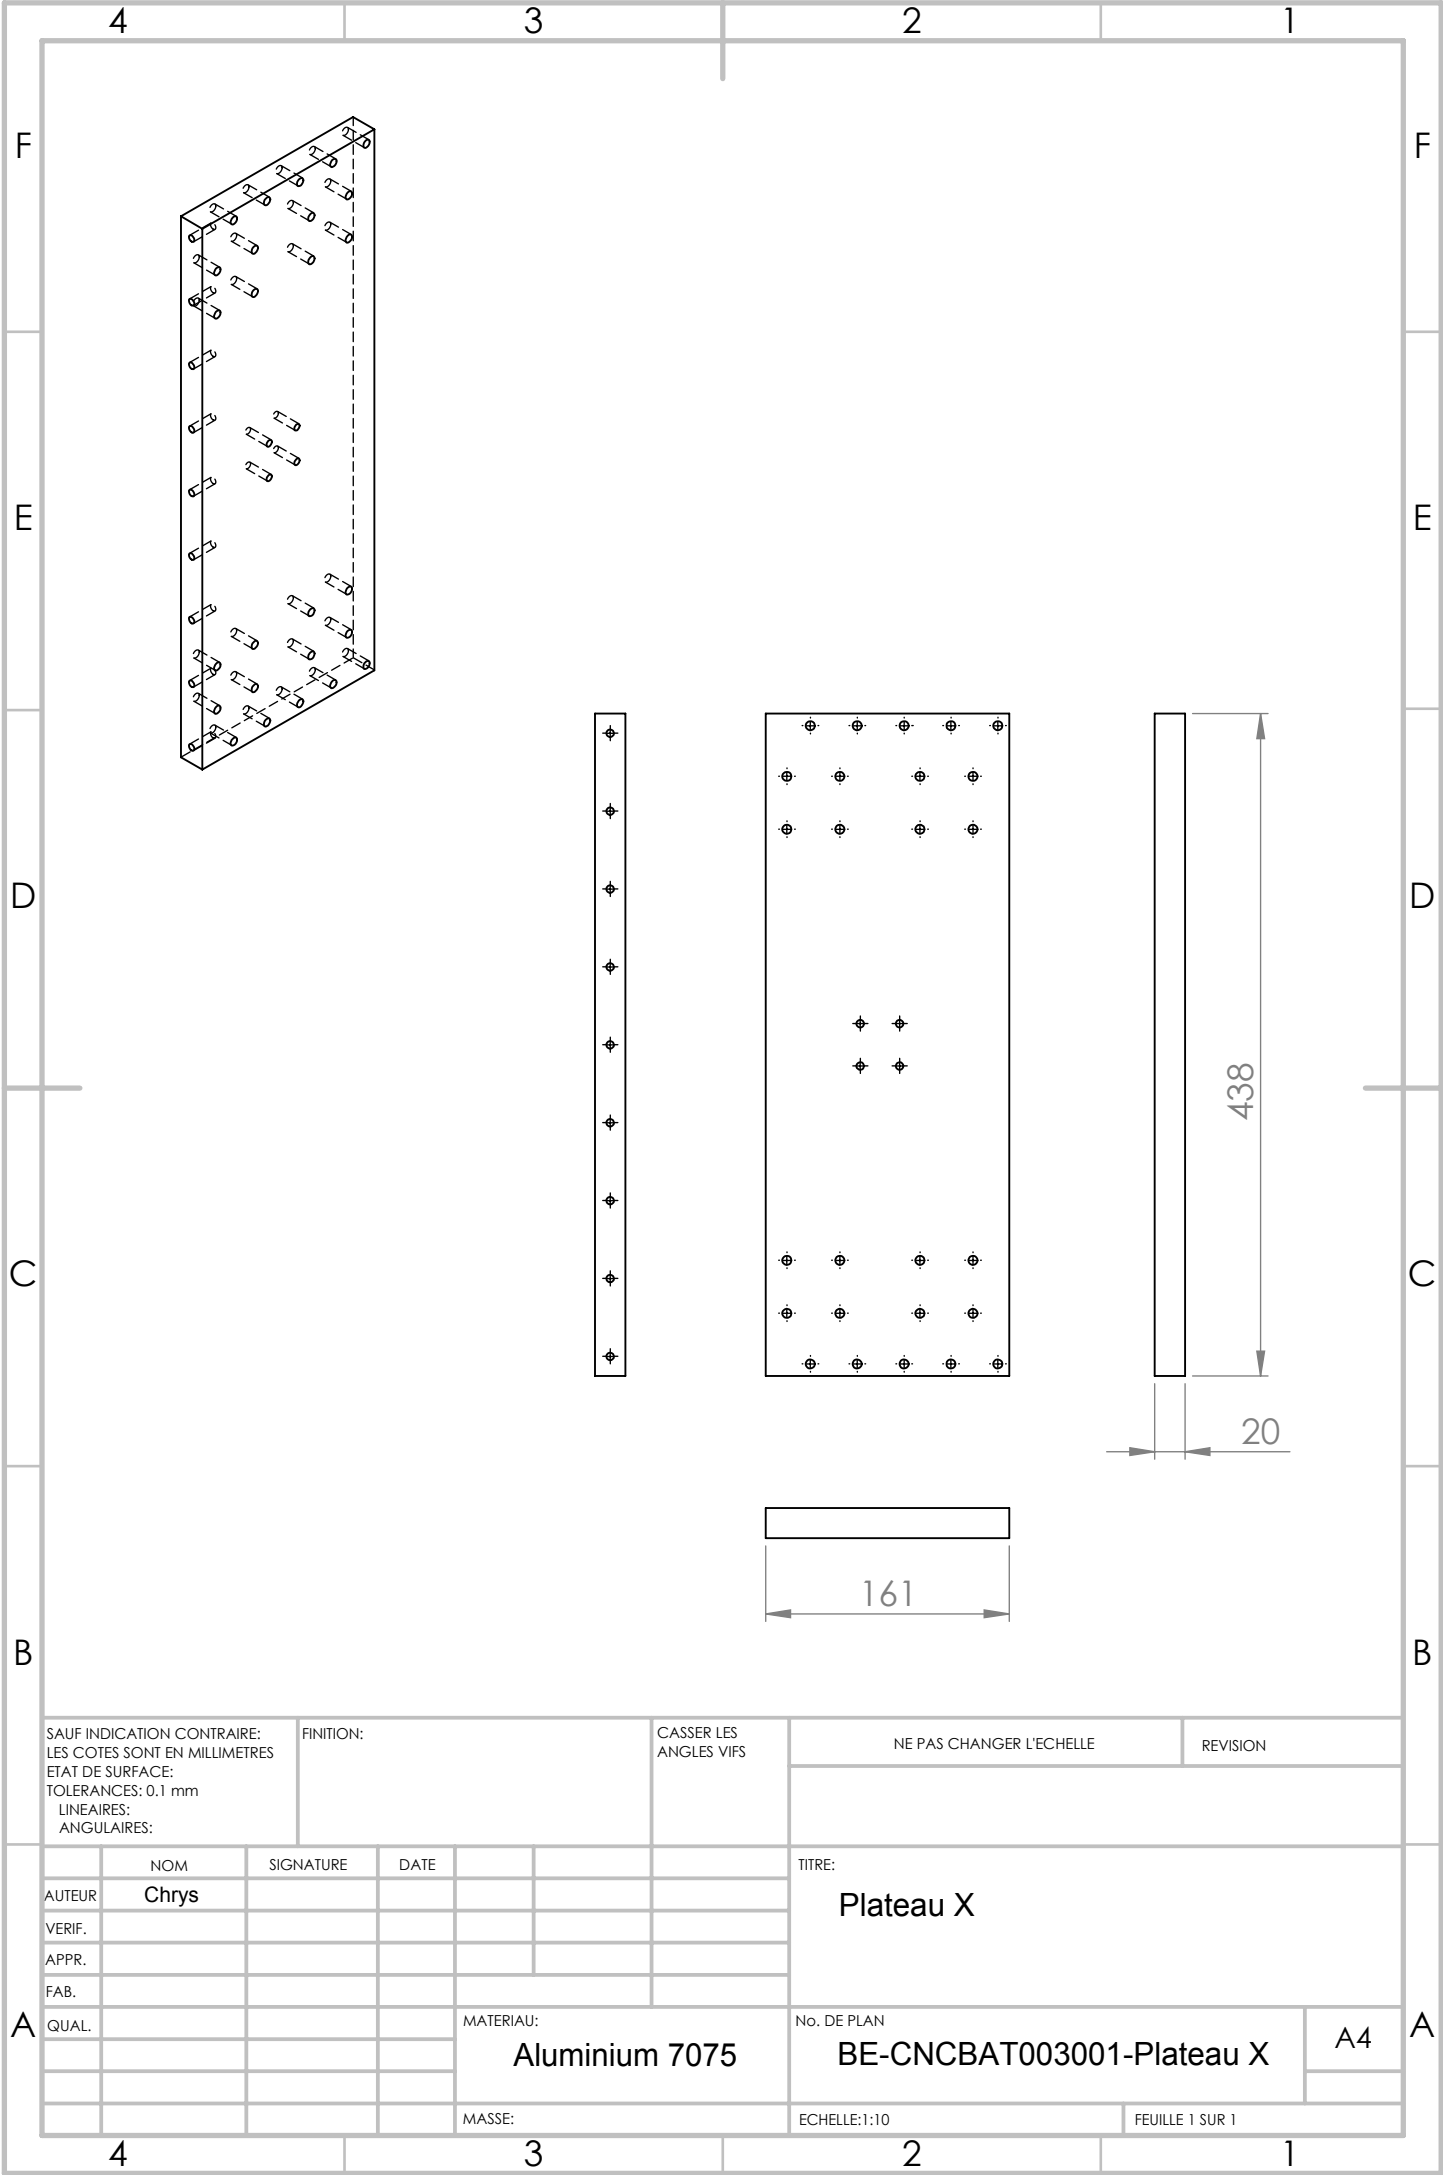 4 3 2 1
F F
E E
D D
438
C C
20
161
B B
SAUF INDICATION CONTRAIRE:
LES COTES SONT EN MILLIMETRES
ETAT DE SURFACE:
TOLERANCES: 0.1 mm
LINEAIRES:
ANGULAIRES:
FINITION:
CASSER LES
ANGLES VIFS
NE PAS CHANGER L'ECHELLE
REVISION
NOM SIGNATURE DATE
AUTEUR Chrys
VERIF.
APPR.
FAB.
QUAL.
TITRE:
Plateau X
MATERIAU:
Aluminium 7075
No. DE PLAN
BE-CNCBAT003001-Plateau X
A4
A A
MASSE:
ECHELLE:1:10
FEUILLE 1 SUR 1
4 3 2 1